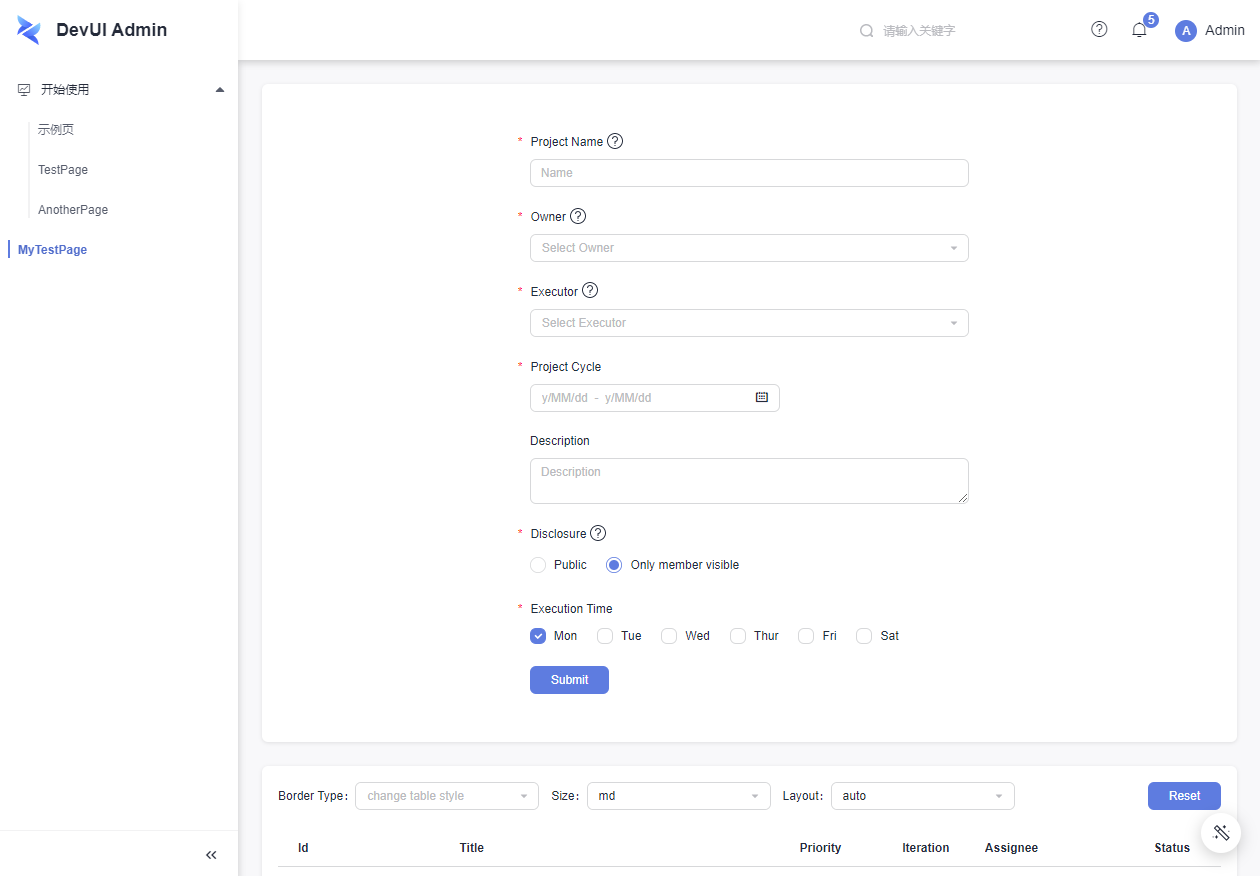 DevUI Admin
请输入关键字
5
A Admin
开始使用
示例页
TestPage
AnotherPage
MyTestPage
* Project Name
Name
* Owner
Select Owner
* Executor
Select Executor
* Project Cycle
y/MM/dd - y/MM/dd
Description
Description
* Disclosure
Public Only member visible
* Execution Time
Mon Tue Wed Thur Fri Sat
Submit
Border Type: change table style Size: md Layout: auto Reset
Id Title Priority Iteration Assignee Status